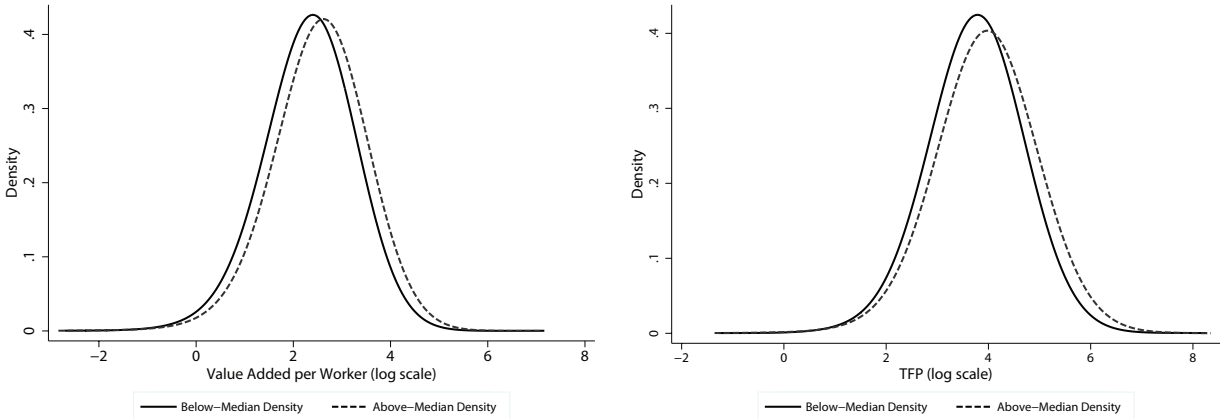 .4
.3
.2
.1
0
Density
−2 0 2 4 6 8
Value Added per Worker (log scale)
Below−Median Density Above−Median Density
.4
.3
.2
.1
0
Density
−2 0 2 4 6 8
TFP (log scale)
Below−Median Density Above−Median Density